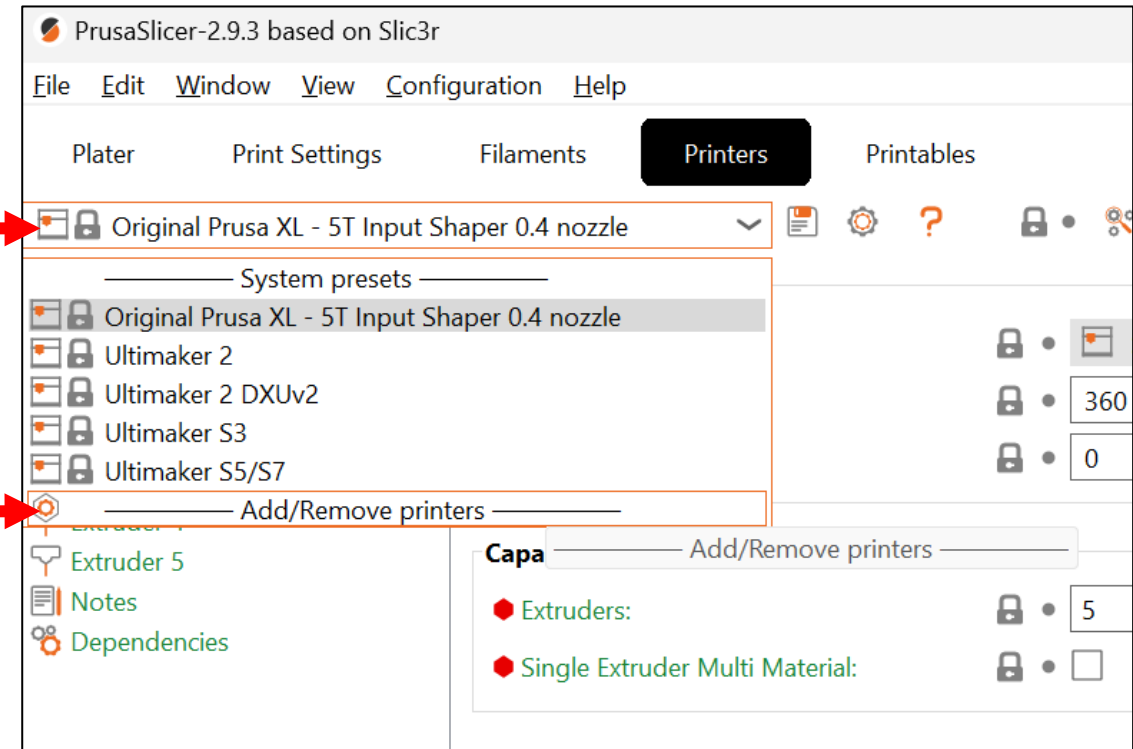 PrusaSlicer-2.9.3 based on Slic3r
File Edit Window View Configuration Help
Plater Print Settings Filaments Printers Printables
Original Prusa XL - 5T Input Shaper 0.4 nozzle
?
System presets
Original Prusa XL - 5T Input Shaper 0.4 nozzle
Ultimaker 2
Ultimaker 2 DXUv2
Ultimaker S3
Ultimaker S5/S7
Add/Remove printers
360
0
Extruder 5
Notes
Dependencies
Capa
Add/Remove printers
Extruders:
5
Single Extruder Multi Material: